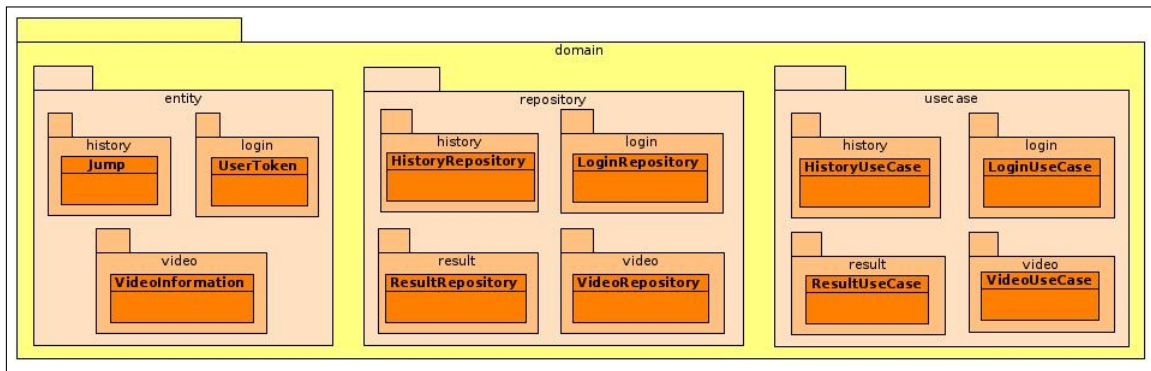 domain
entity
history
Jump
login
UserToken
video
VideoInformation
repository
history
HistoryRepository
login
LoginRepository
result
ResultRepository
video
VideoRepository
usecase
history
HistoryUseCase
login
LoginUseCase
result
ResultUseCase
video
VideoUseCase